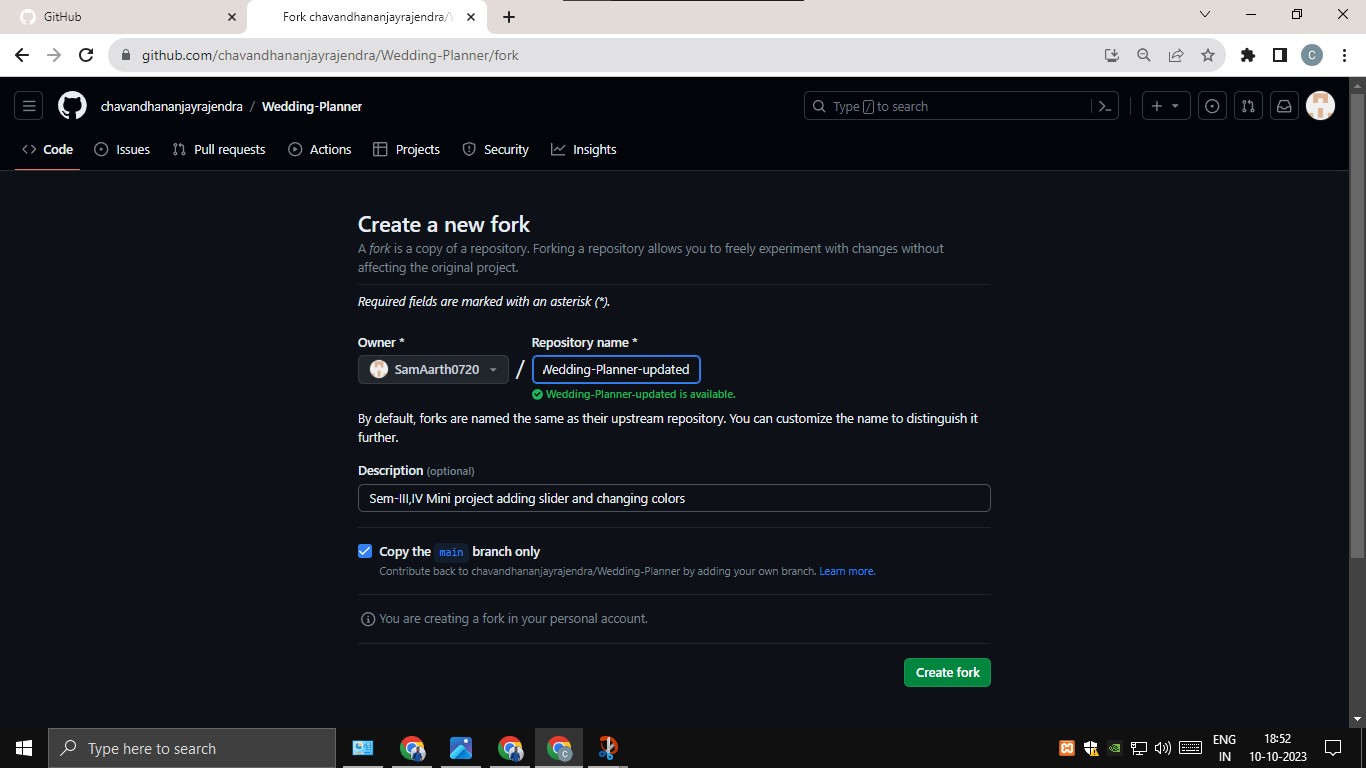 GitHub
Fork chavandhananjayrajendra/W
github.com/chavandhananjayrajendra/Wedding-Planner/fork
C
chavandhananjayrajendra / Wedding-Planner
Type / to search
Code Issues Pull requests Actions Projects Security Insights
Create a new fork
A fork is a copy of a repository. Forking a repository allows you to freely experiment with changes without
affecting the original project.
Required fields are marked with an asterisk (*).
Owner * Repository name *
SamAarth0720 / Wedding-Planner-updated
Wedding-Planner-updated is available.
By default, forks are named the same as their upstream repository. You can customize the name to distinguish it
further.
Description (optional)
Sem-III,IV Mini project adding slider and changing colors
Copy the main branch only
Contribute back to chavandhananjayrajendra/Wedding-Planner by adding your own branch. Learn more.
You are creating a fork in your personal account.
Create fork
Type here to search
ENG
IN
18:52
10-10-2023